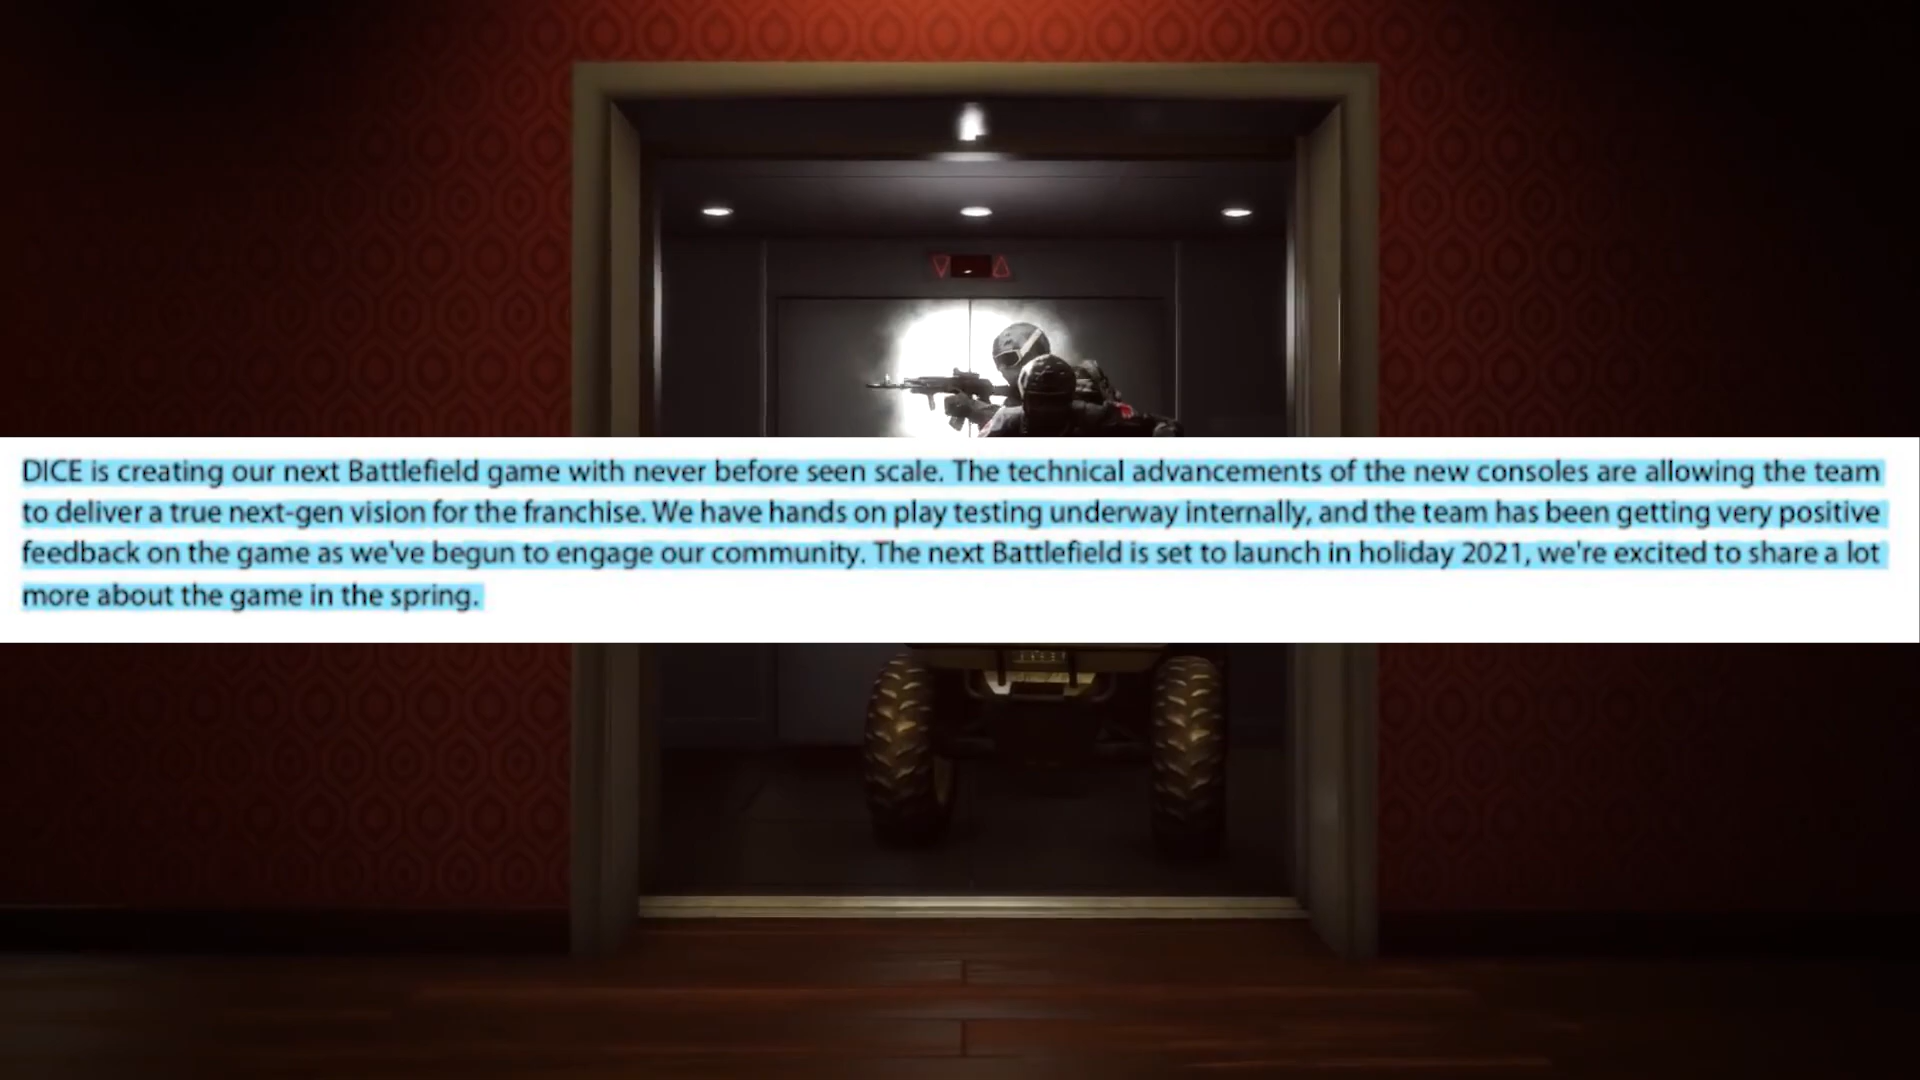 DICE is creating our next Battlefield game with never before seen scale. The technical advancements of the new consoles are allowing the team
to deliver a true next-gen vision for the franchise. We have hands on play testing underway internally, and the team has been getting very positive
feedback on the game as we've begun to engage our community. The next Battlefield is set to launch in holiday 2021, we're excited to share a lot
more about the game in the spring.